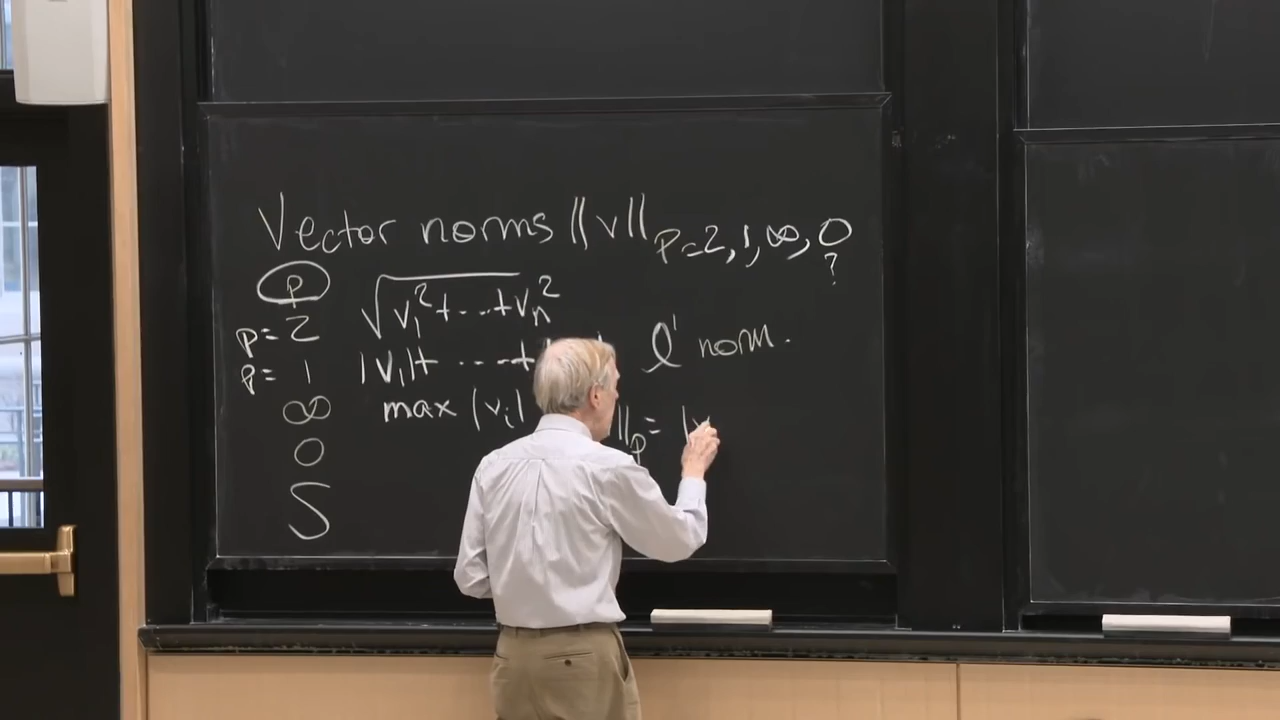 Vector norms ||v||p=2, 1, ∞, 0
?
p
p= 2 √v₁²+...+vₙ²
p= 1 |v₁|+ ...+ l¹ norm.
∞ max |vᵢ| ||p= |v
0
S